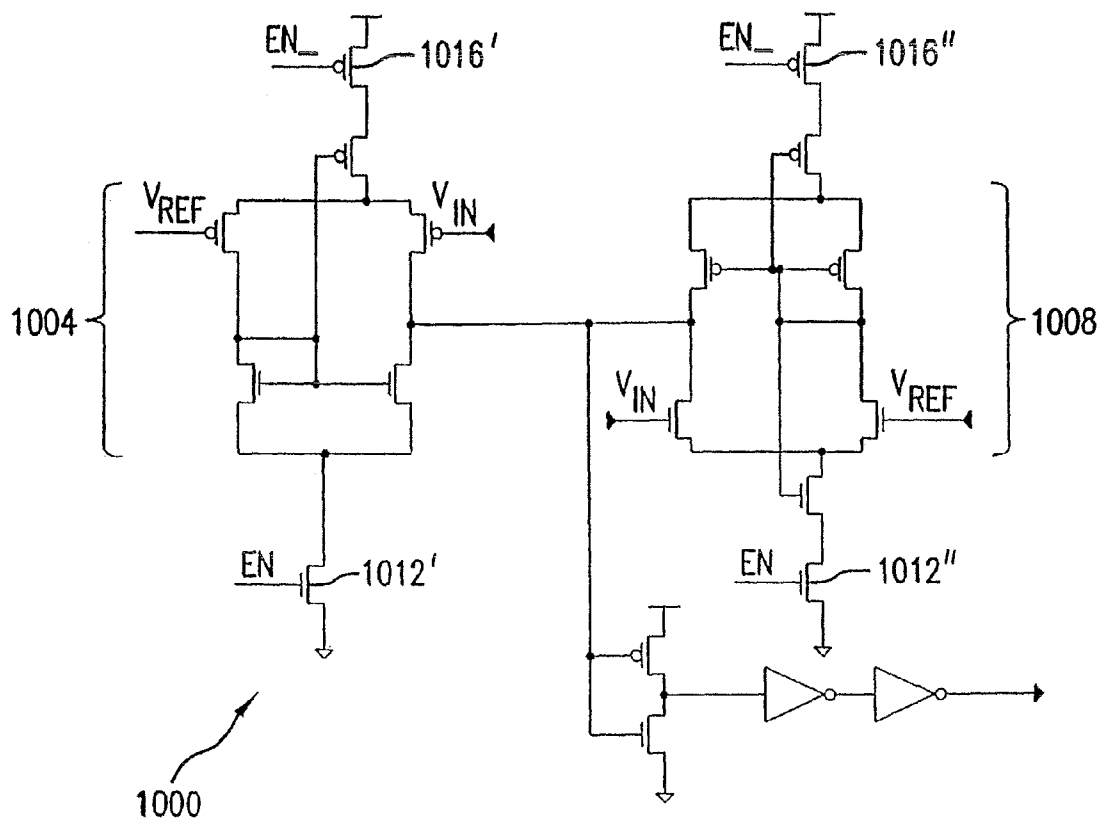 EN_
1016'
EN_
1016"
V_REF
V_IN
1004
1008
V_IN
V_REF
EN
1012'
EN
1012"
1000